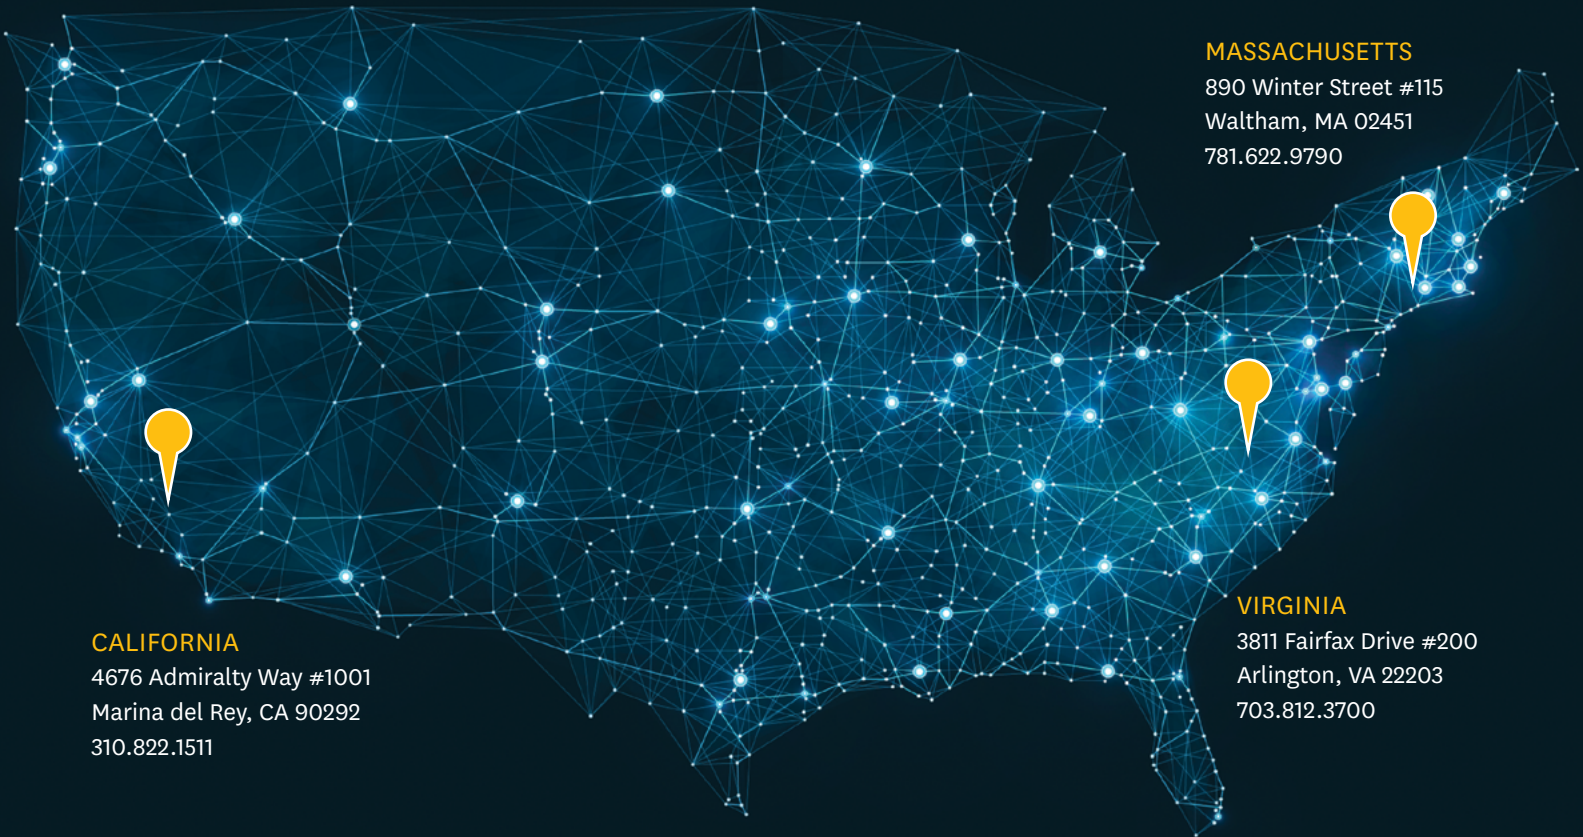 MASSACHUSETTS
890 Winter Street #115
Waltham, MA 02451
781.622.9790
CALIFORNIA
4676 Admiralty Way #1001
Marina del Rey, CA 90292
310.822.1511
VIRGINIA
3811 Fairfax Drive #200
Arlington, VA 22203
703.812.3700